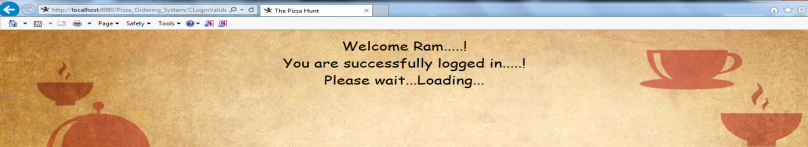 http://localhost:8080/Pizza_Ordering_System/CLoginValida
The Pizza Hunt
Page Safety Tools
Welcome Ram.....!
You are successfully logged in.....!
Please wait...Loading...